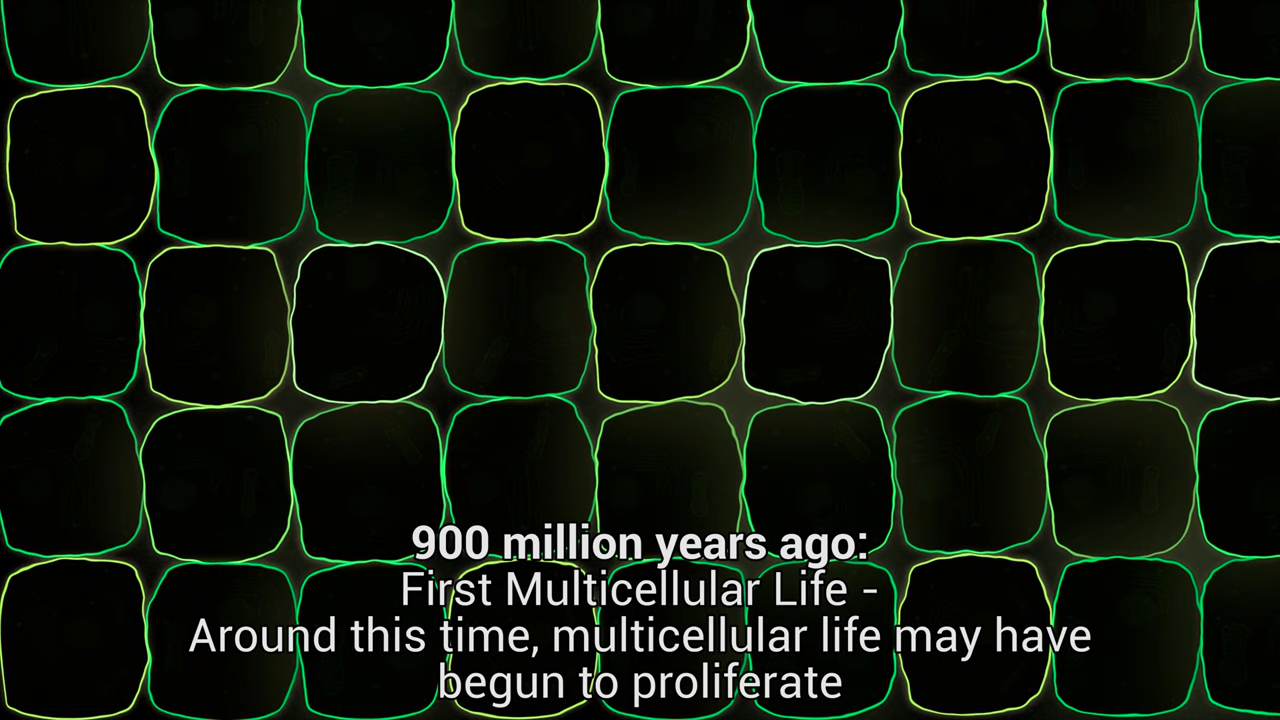 900 million years ago:
First Multicellular Life -
Around this time, multicellular life may have
begun to proliferate